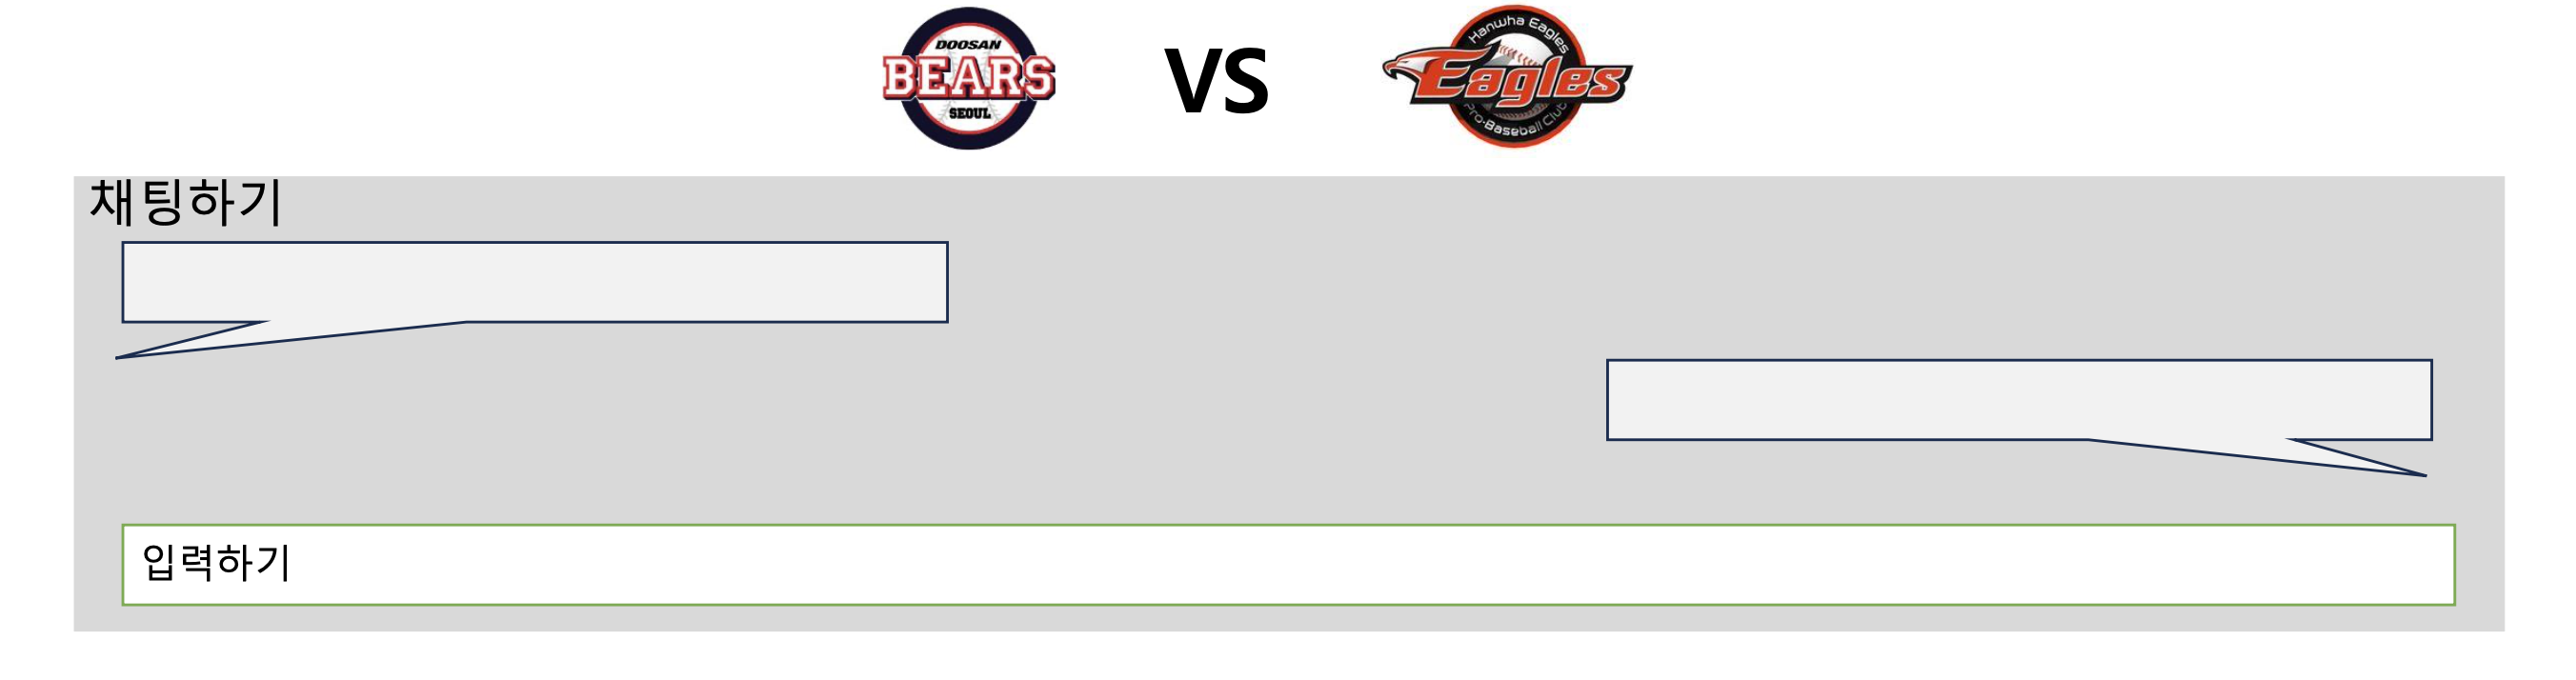 DOOSAN
BEARS
SEOUL
VS
Hanwha Eagles
Eagles
Pro-Baseball Club
채팅하기
입력하기